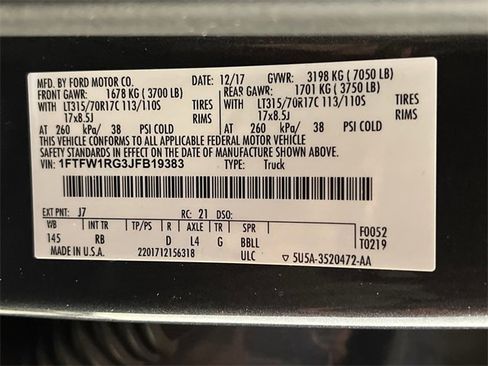 MFD. BY FORD MOTOR CO. 12/17 GVWR: 3198 KG ( 7050 LB)
FRONT GAWR: 1678 KG ( 3700 LB) REAR GAWR: 1701 KG ( 3750 LB)
WITH LT315/70R17C 113/110S TIRES WITH LT315/70R17C 113/110S TIRES
17x8.5J RIMS 17x8.5J RIMS
AT 260 kPa/ 38 PSI COLD AT 260 kPa/ 38 PSI COLD
THIS VEHICLE CONFORMS TO ALL APPLICABLE FEDERAL MOTOR VEHICLE
SAFETY STANDARDS IN EFFECT ON THE DATE OF MANUFACTURE SHOWN ABOVE.
VIN: 1FTFW1RG3JFB19383 TYPE: Truck
EXT PNT: J7 RC: 21 DSO: F0052
WB INT TR TP/PS R AXLE TR SPR T0219
145 RB D L4 G BBLL
MADE IN U.S.A. 2201712156318 ULC 5U5A-3520472-AA